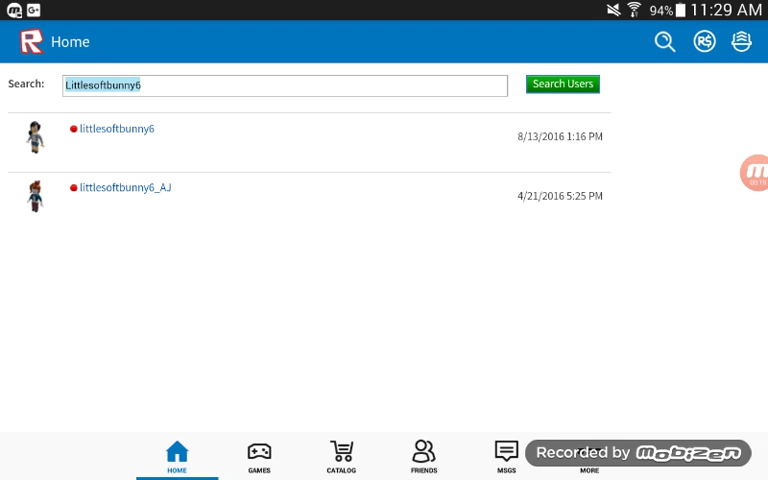 94% 11:29 AM
R Home R$
Search: Littlesoftbunny6 Search Users
littlesoftbunny6 8/13/2016 1:16 PM
littlesoftbunny6_AJ 4/21/2016 5:25 PM
Recorded by mobizen
HOME GAMES CATALOG FRIENDS MSGS MORE